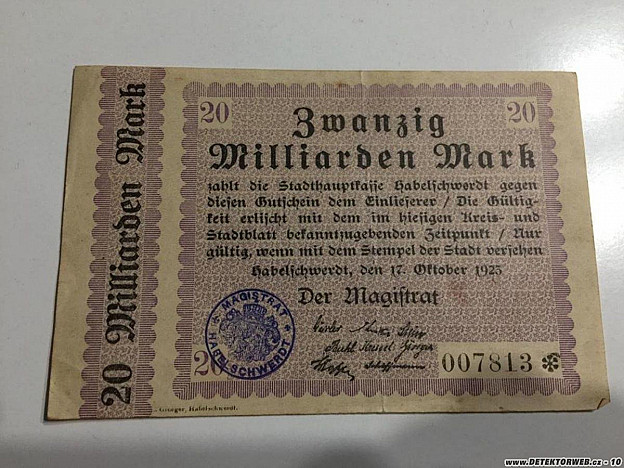 20 Milliarden Mark
20 20
Zwanzig
Milliarden Mark
zahlt die Stadthauptkasse Habelschwerdt gegen
diesen Gutschein dem Einlieferer / Die Gültig-
keit erlischt mit dem im hiesigen Kreis- und
Stadtblatt bekanntzugebenden Zeitpunkt / Nur
gültig, wenn mit dem Stempel der Stadt versehen
Habelschwerdt, den 17. Oktober 1923
Der Magistrat
MAGISTRAT
HABELSCHWERDT
20
007813
Habelschwerdt.
www.DETEKTORWEB.cz - 10